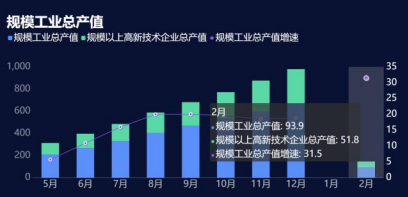 规模工业总产值
规模工业总产值 规模以上高新技术企业总产值 规模工业总产值增速
1,000 35
800 30
25
600 20
400 15
10
200 5
0 0
2月
规模工业总产值: 93.9
规模以上高新技术企业总产值: 51.8
规模工业总产值增速: 31.5
5月 6月 7月 8月 9月 10月 11月 12月 1月 2月